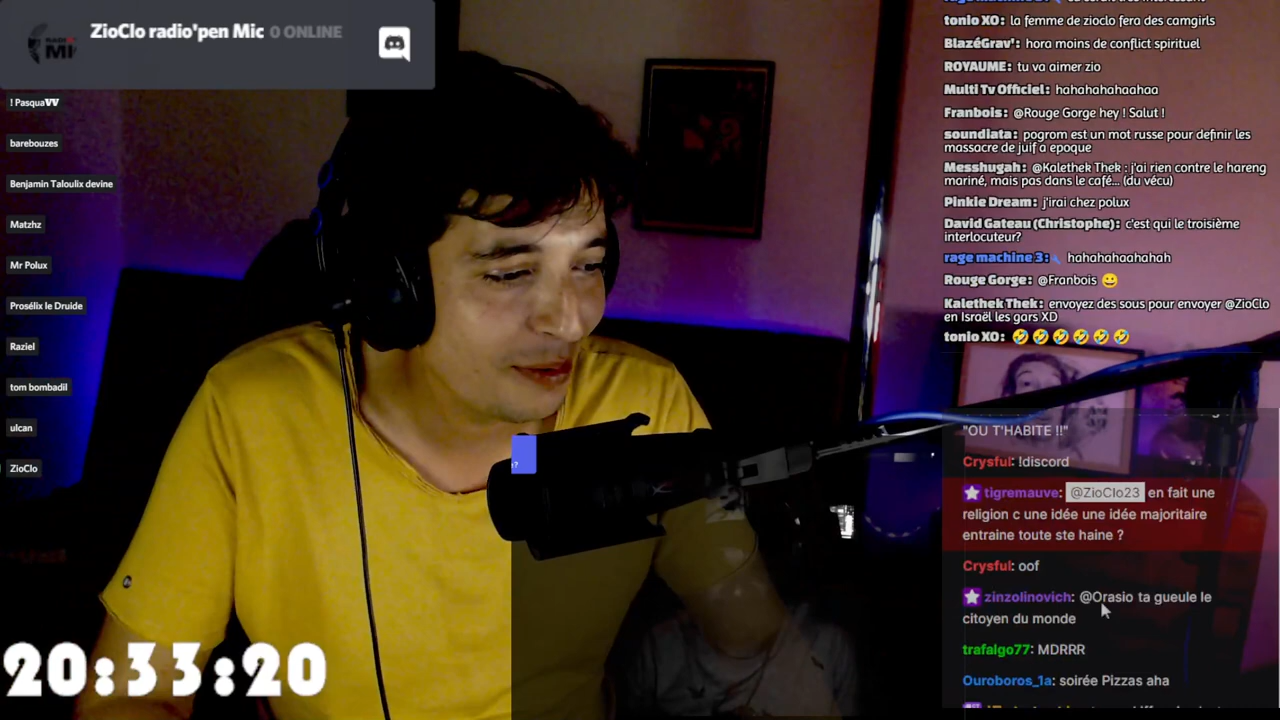 ZioClo radio'pen Mic 0 ONLINE
MI
! PasquaVV
barebouzes
Benjamin Taloulix devine
Matzhz
Mr Polux
Prosélix le Druide
Raziel
tom bombadil
ulcan
ZioClo
20:33:20
?
tonio XO: la femme de zioclo fera des camgirls
BlazéGrav': hora moins de conflict spirituel
ROYAUME: tu va aimer zio
Multi Tv Officiel: hahahahahaahaa
Franbois: @Rouge Gorge hey ! Salut !
soundiata: pogrom est un mot russe pour definir les
massacre de juif a epoque
Messhugah: @Kalethek Thek : j'ai rien contre le hareng
mariné, mais pas dans le café... (du vécu)
Pinkie Dream: j'irai chez polux
David Gateau (Christophe): c'est qui le troisième
interlocuteur?
rage machine 3: hahahahaahahah
Rouge Gorge: @Franbois 😀
Kalethek Thek: envoyez des sous pour envoyer @ZioClo
en Israël les gars XD
tonio XO: 🤣🤣🤣🤣🤣🤣
"OU T'HABITE !!"
Crysful: !discord
tigremauve: @ZioClo23 en fait une
religion c une idée une idée majoritaire
entraine toute ste haine ?
Crysful: oof
zinzolinovich: @Orasio ta gueule le
citoyen du monde
trafalgo77: MDRRR
Ouroboros_1a: soirée Pizzas aha